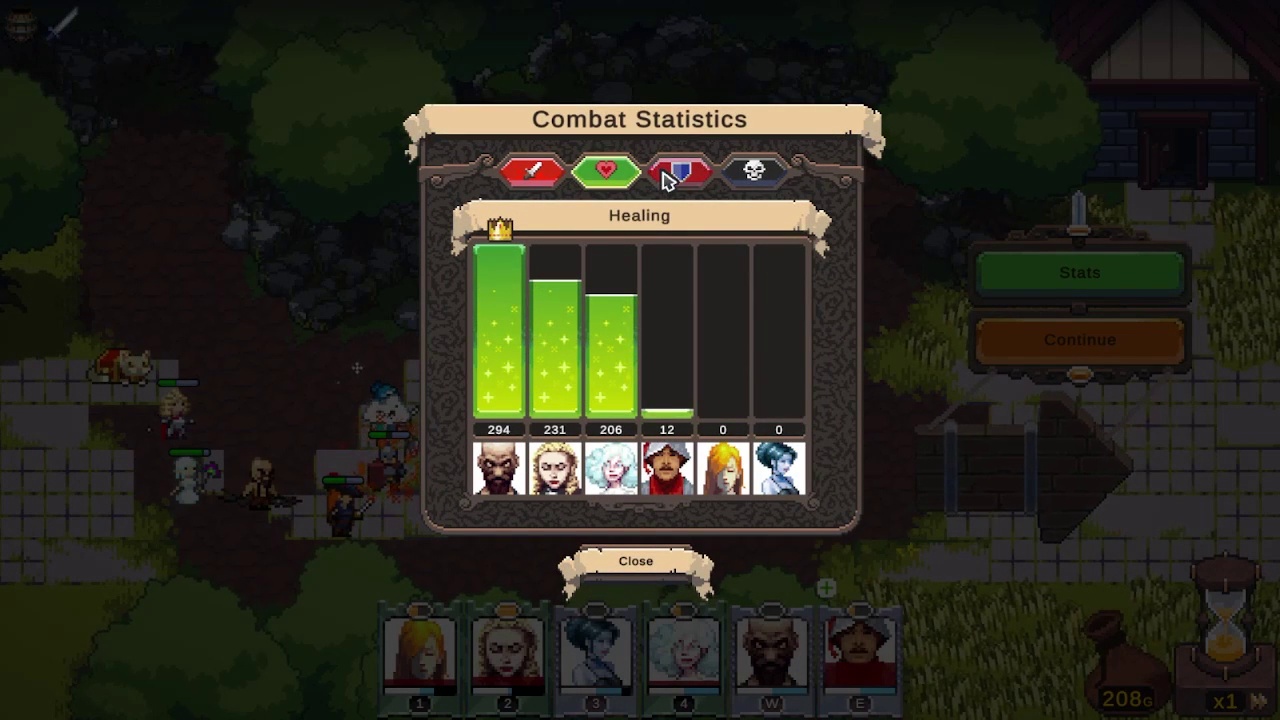 Combat Statistics
Healing
294 231 206 12 0 0
Close
Stats
Continue
1 2 3 4 W E
208G
x1